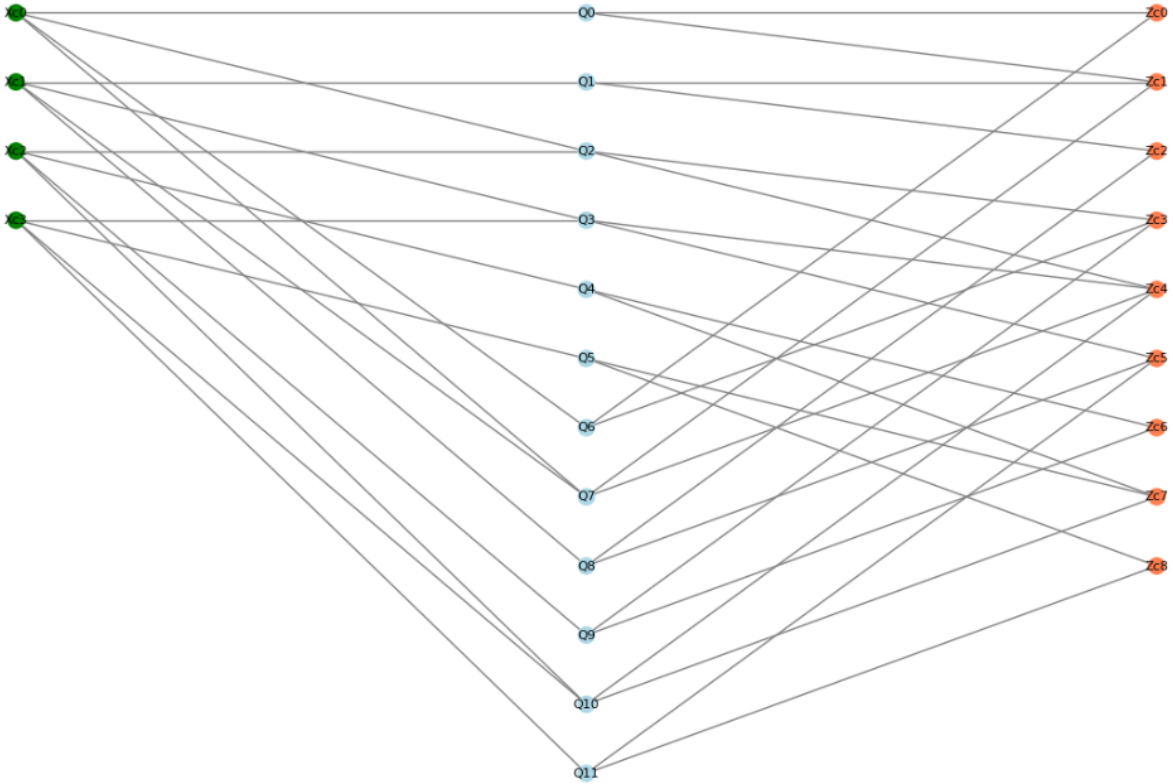 Xc0 Q0 Zc0
Xc1 Q1 Zc1
Xc2 Q2 Zc2
Xc3 Q3 Zc3
Q4 Zc4
Q5 Zc5
Q6 Zc6
Q7 Zc7
Q8 Zc8
Q9
Q10
Q11